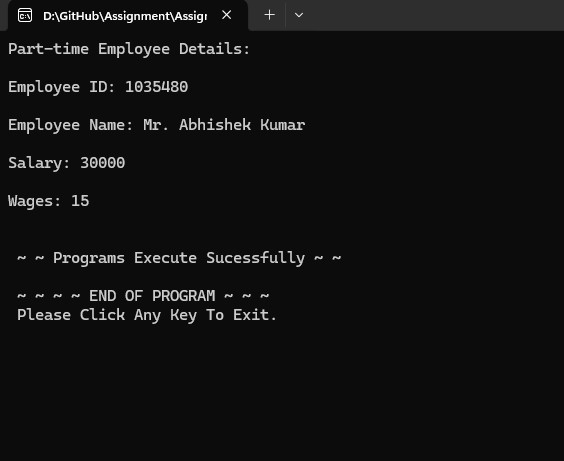 D:\GitHub\Assignment\Assigr
Part-time Employee Details:
Employee ID: 1035480
Employee Name: Mr. Abhishek Kumar
Salary: 30000
Wages: 15
~ ~ Programs Execute Sucessfully ~ ~
~ ~ ~ ~ END OF PROGRAM ~ ~ ~
Please Click Any Key To Exit.